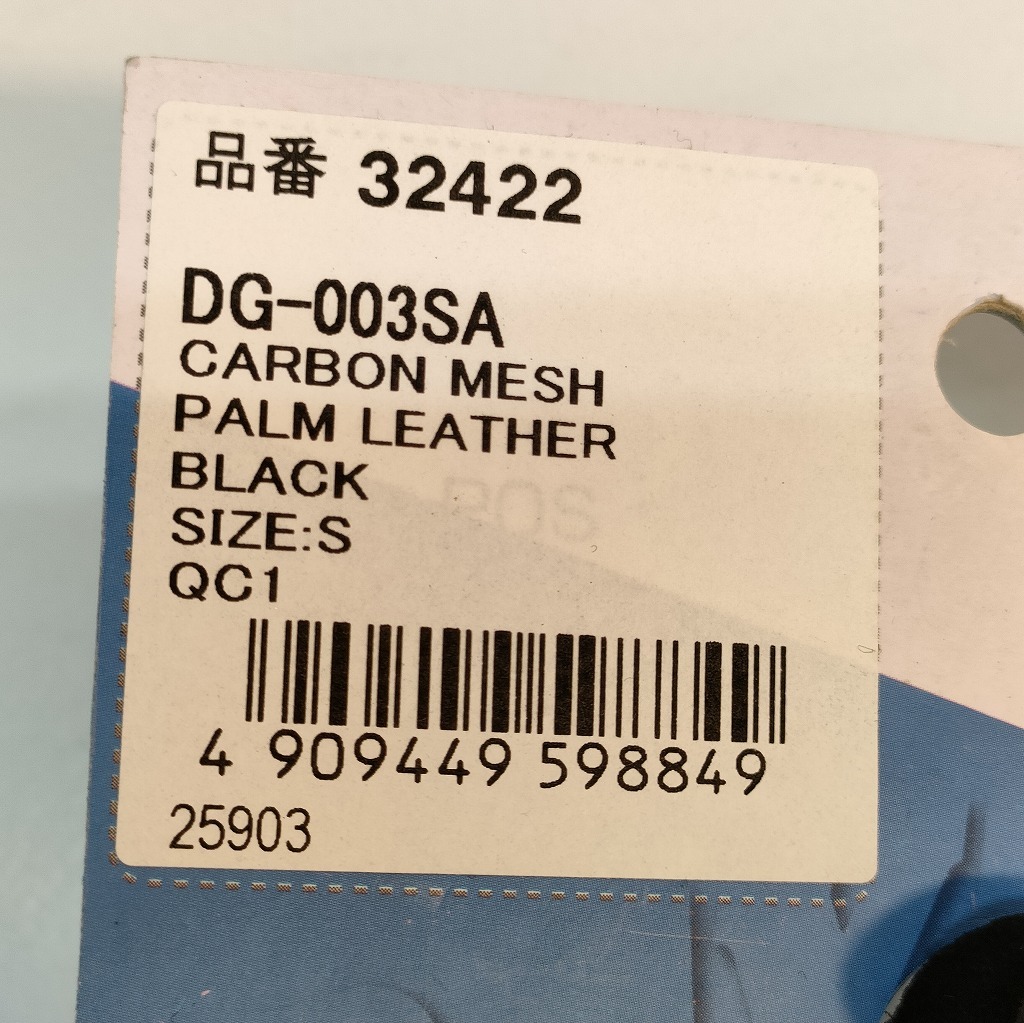 品番 32422
DG-003SA
CARBON MESH
PALM LEATHER
BLACK
SIZE:S
QC1
4 909449 598849
25903